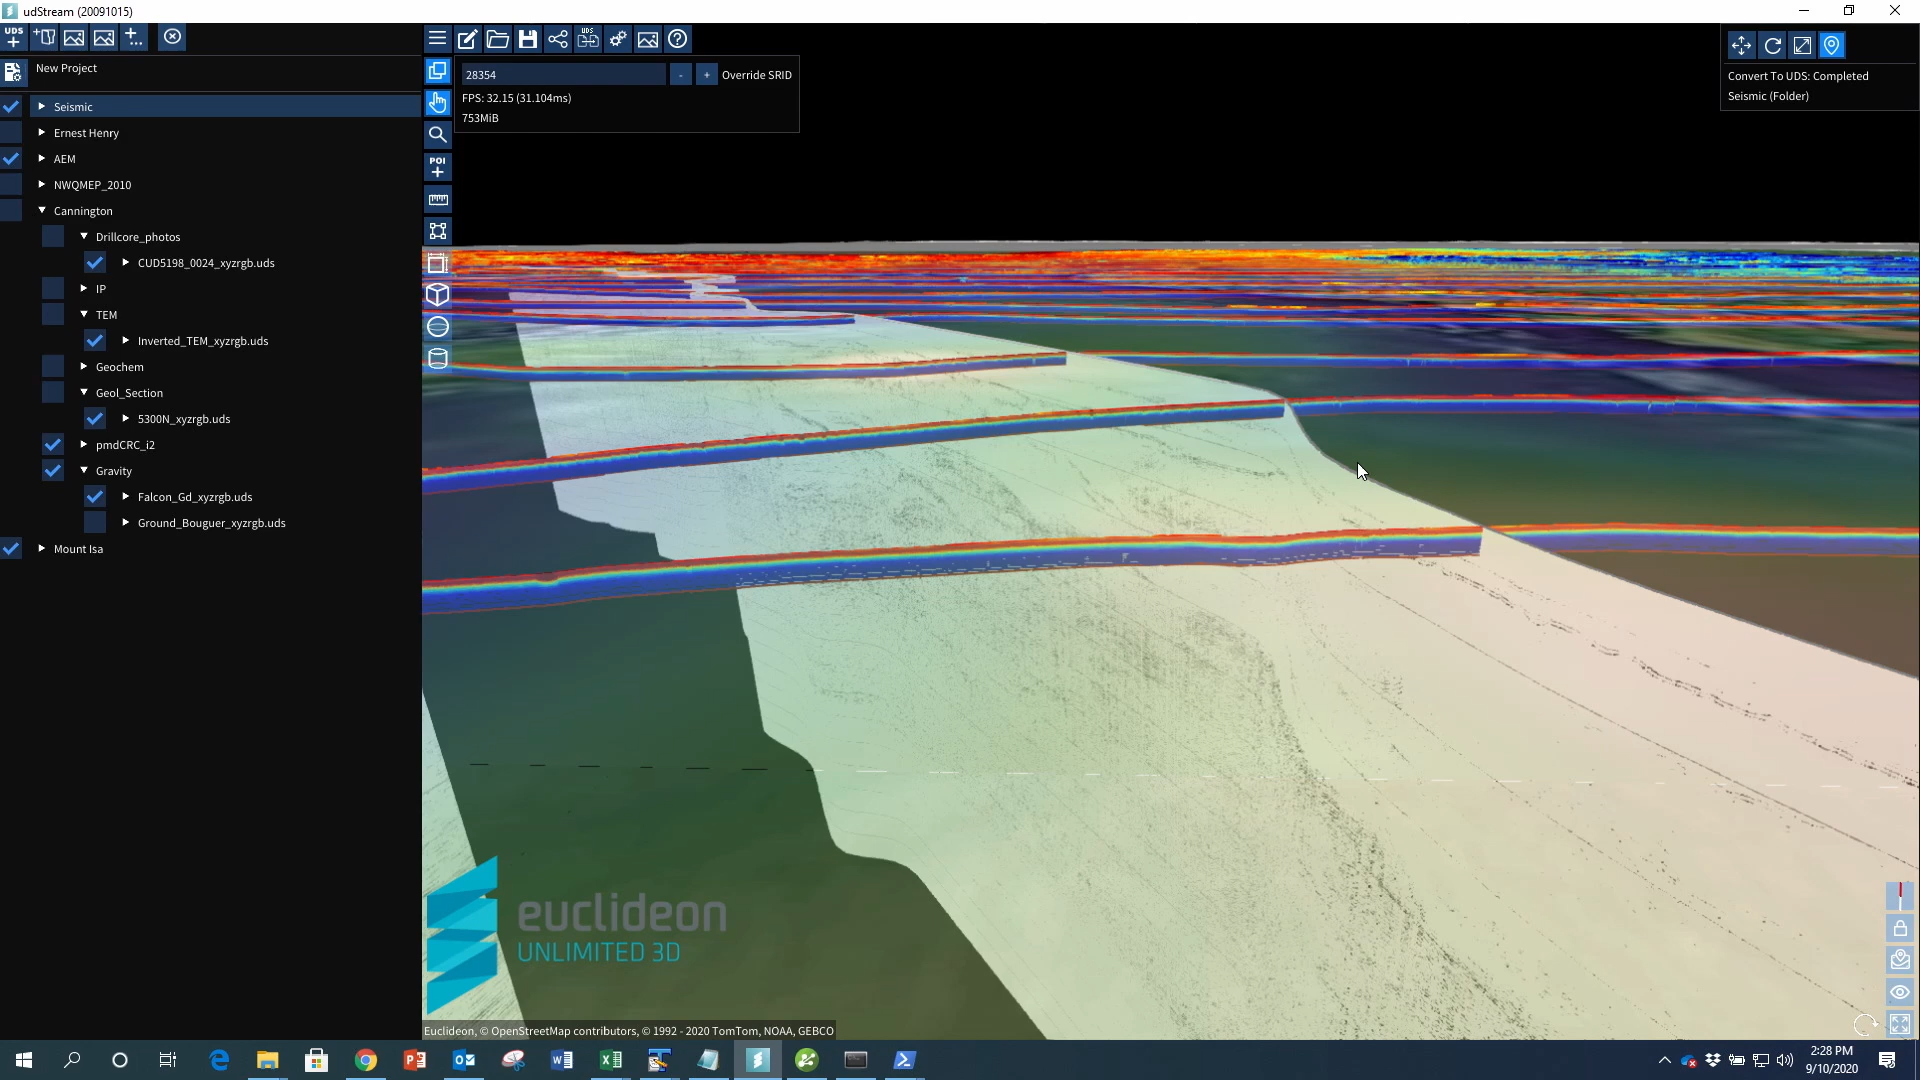 udStream (20091015)
UDS
UDS
New Project
Seismic
Ernest Henry
AEM
NWQMEP_2010
Cannington
Drillcore_photos
CUD5198_0024_xyzrgb.uds
IP
TEM
Inverted_TEM_xyzrgb.uds
Geochem
Geol_Section
5300N_xyzrgb.uds
pmdCRC_i2
Gravity
Falcon_Gd_xyzrgb.uds
Ground_Bouguer_xyzrgb.uds
Mount Isa
28354
- + Override SRID
FPS: 32.15 (31.104ms)
753MiB
POI
Convert To UDS: Completed
Seismic (Folder)
euclideon
UNLIMITED 3D
Euclideon, © OpenStreetMap contributors, © 1992 - 2020 TomTom, NOAA, GEBCO
2:28 PM
9/10/2020